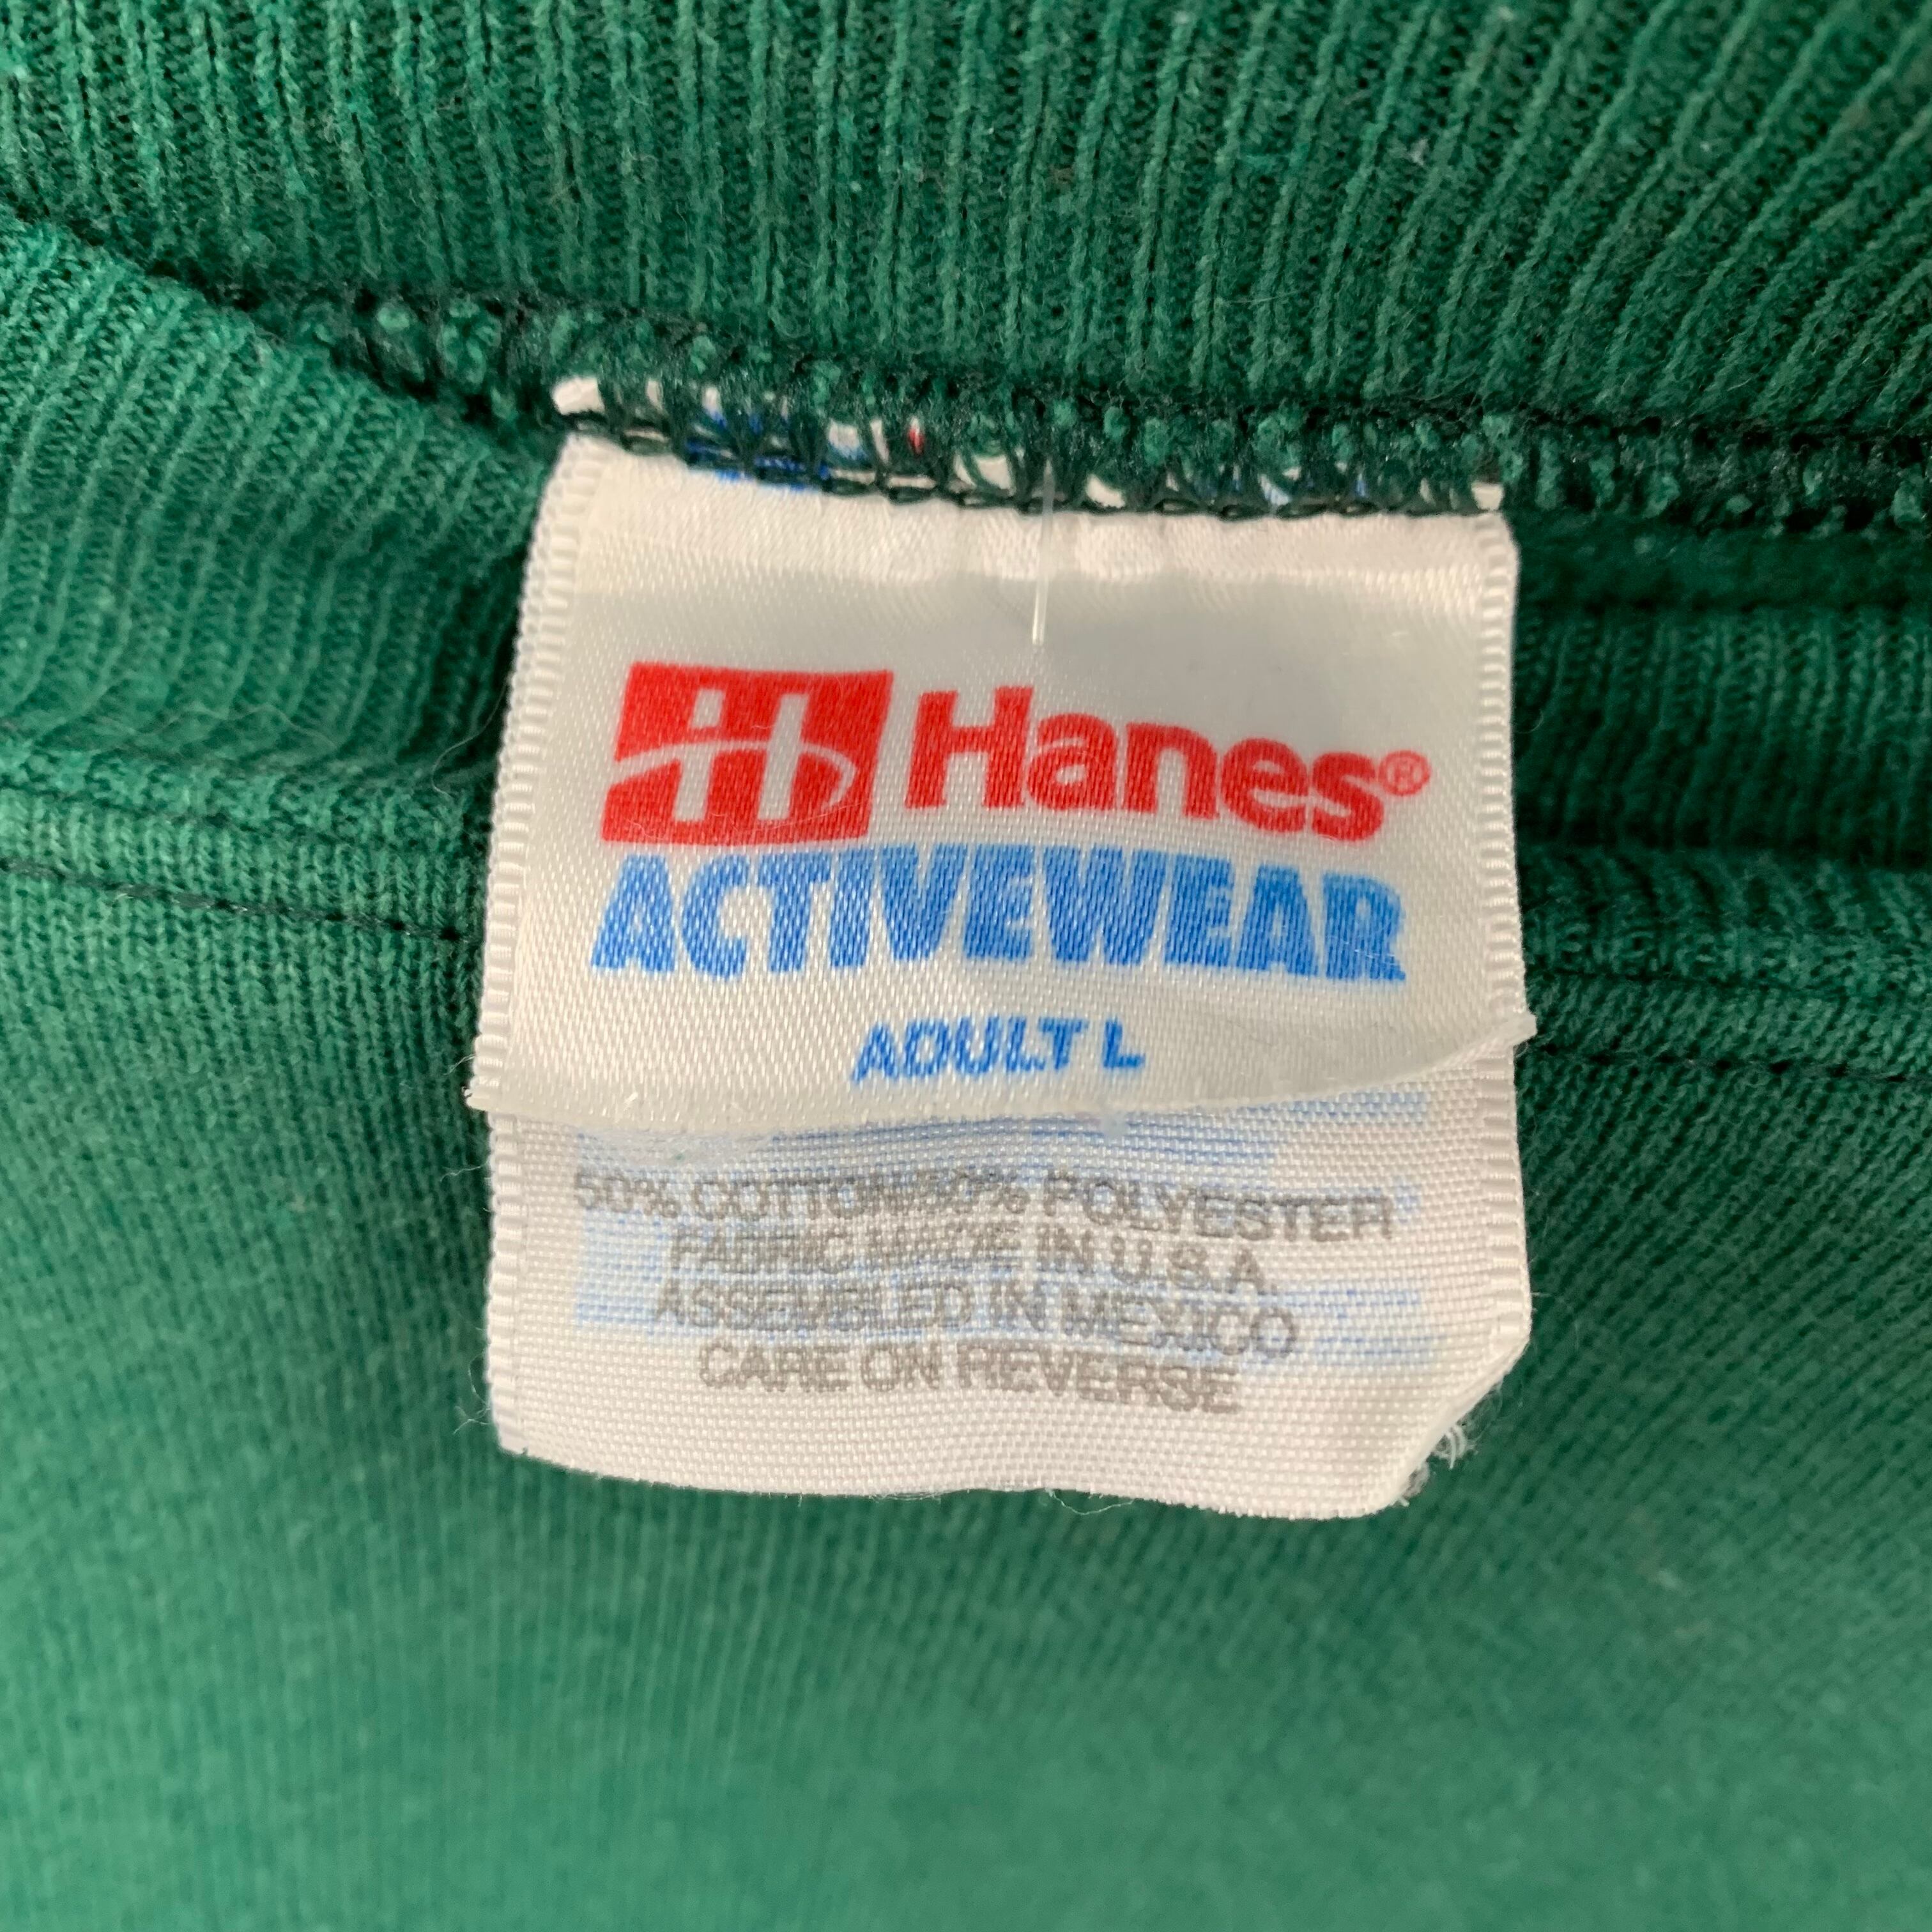 Hanes®
ACTIVEWEAR
ADULT L
50% COTTON/50% POLYESTER
FABRIC MADE IN U.S.A.
ASSEMBLED IN MEXICO
CARE ON REVERSE